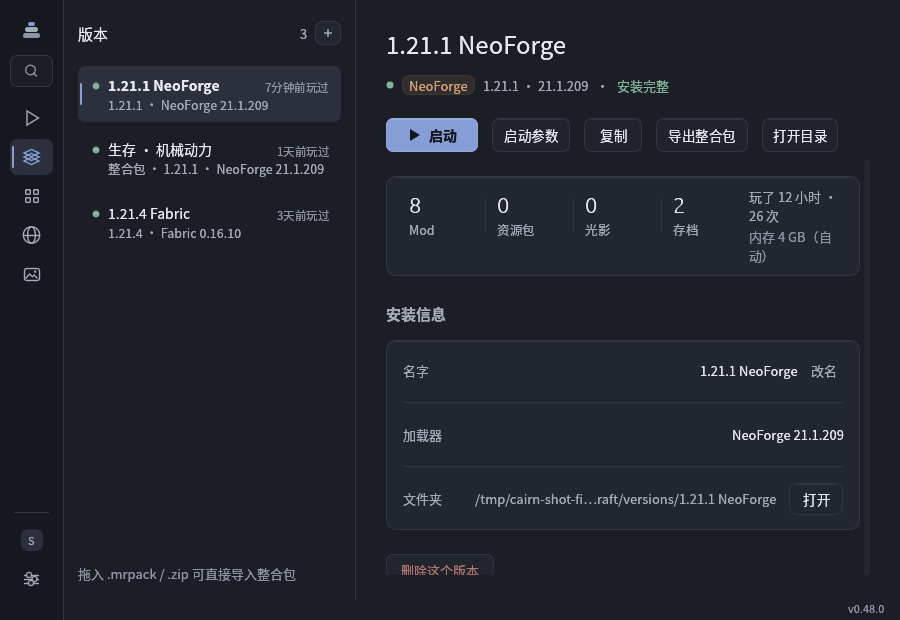 版本
3
+
1.21.1 NeoForge
7分钟前玩过
1.21.1 • NeoForge 21.1.209
生存 • 机械动力
1天前玩过
整合包 • 1.21.1 • NeoForge 21.1.209
1.21.4 Fabric
3天前玩过
1.21.4 • Fabric 0.16.10
拖入 .mrpack / .zip 可直接导入整合包
S
1.21.1 NeoForge
NeoForge 1.21.1 • 21.1.209 • 安装完整
启动
启动参数
复制
导出整合包
打开目录
8
Mod
0
资源包
0
光影
2
存档
玩了 12 小时 •
26 次
内存 4 GB（自
动）
安装信息
名字
1.21.1 NeoForge
改名
加载器
NeoForge 21.1.209
文件夹
/tmp/cairn-shot-fi…raft/versions/1.21.1 NeoForge
打开
删除这个版本
v0.48.0